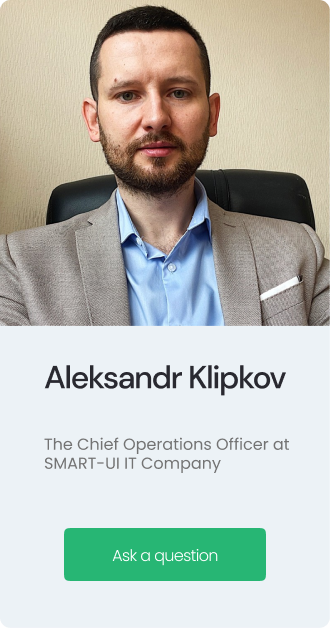 Aleksandr Klipkov
The Chief Operations Officer at
SMART-UI IT Company
Ask a question